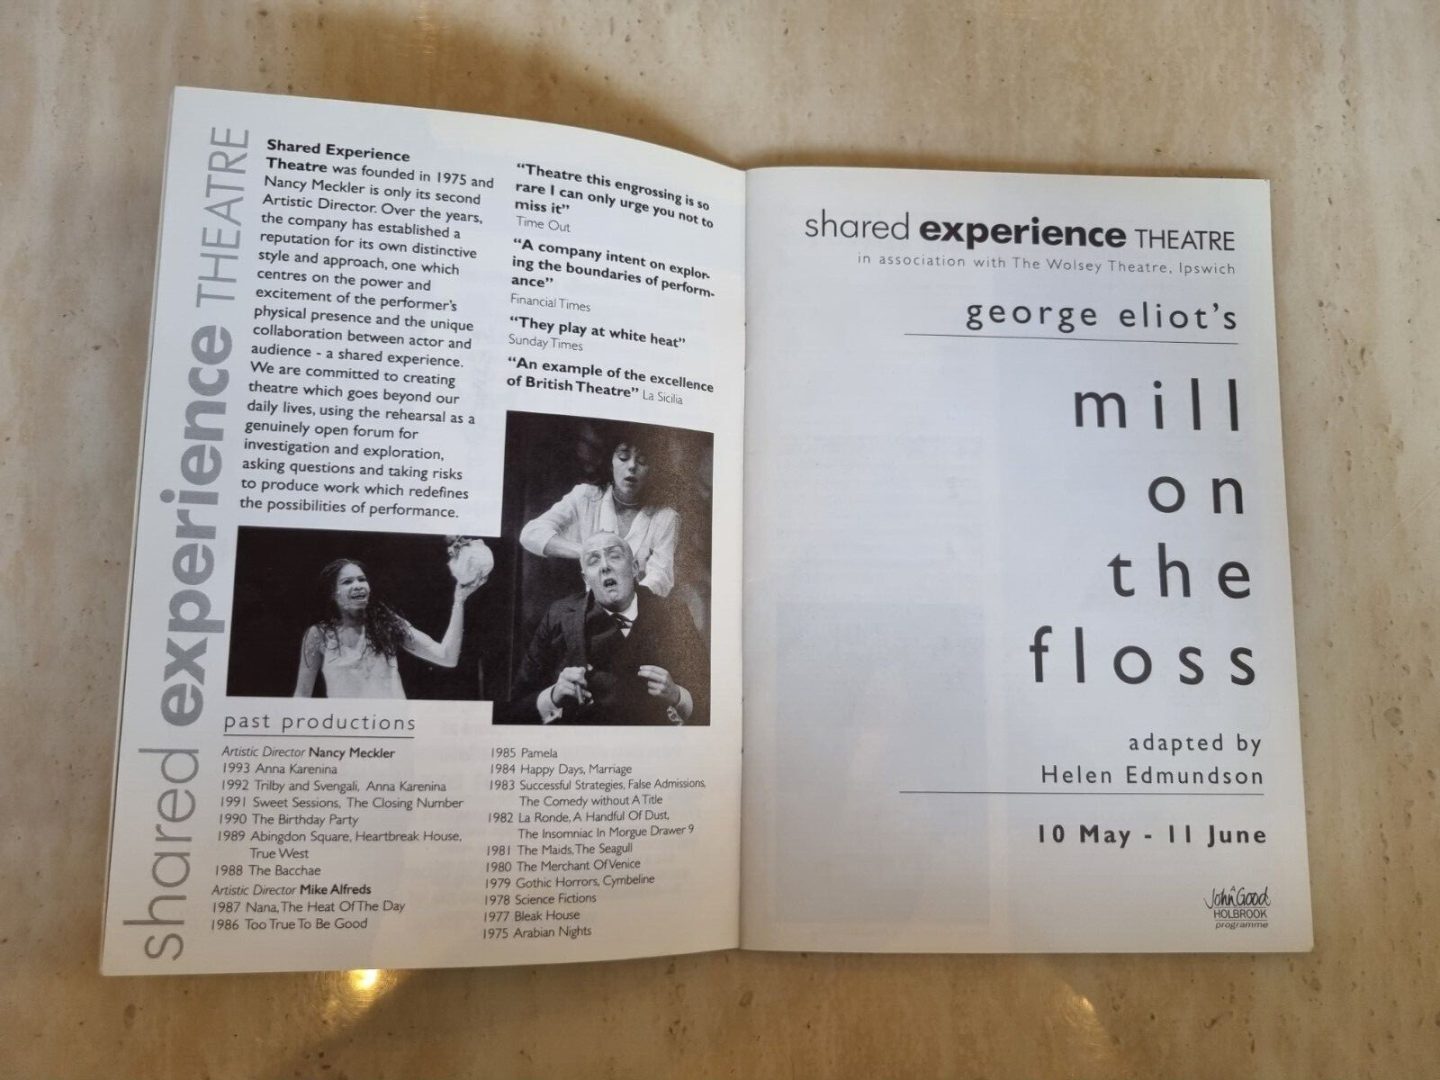 shared experience THEATRE
Shared Experience
Theatre was founded in 1975 and
Nancy Meckler is only its second
Artistic Director. Over the years,
the company has established a
reputation for its own distinctive
style and approach, one which
centres on the power and
excitement of the performer's
physical presence and the unique
collaboration between actor and
audience - a shared experience.
We are committed to creating
theatre which goes beyond our
daily lives, using the rehearsal as a
genuinely open forum for
investigation and exploration,
asking questions and taking risks
to produce work which redefines
the possibilities of performance.
"Theatre this engrossing is so
rare I can only urge you not to
miss it"
Time Out
"A company intent on explor-
ing the boundaries of perform-
ance"
Financial Times
"They play at white heat"
Sunday Times
"An example of the excellence
of British Theatre" La Sicilia
past productions
Artistic Director Nancy Meckler
1993 Anna Karenina
1992 Trilby and Svengali, Anna Karenina
1991 Sweet Sessions, The Closing Number
1990 The Birthday Party
1989 Abingdon Square, Heartbreak House,
True West
1988 The Bacchae
Artistic Director Mike Alfreds
1987 Nana, The Heat Of The Day
1986 Too True To Be Good
1985 Pamela
1984 Happy Days, Marriage
1983 Successful Strategies, False Admissions,
The Comedy without A Title
1982 La Ronde, A Handful Of Dust,
The Insomniac In Morgue Drawer 9
1981 The Maids, The Seagull
1980 The Merchant Of Venice
1979 Gothic Horrors, Cymbeline
1978 Science Fictions
1977 Bleak House
1975 Arabian Nights
shared experience THEATRE
in association with The Wolsey Theatre, Ipswich
george eliot's
mill
on
the
floss
adapted by
Helen Edmundson
10 May - 11 June
John Good
HOLBROOK
programme